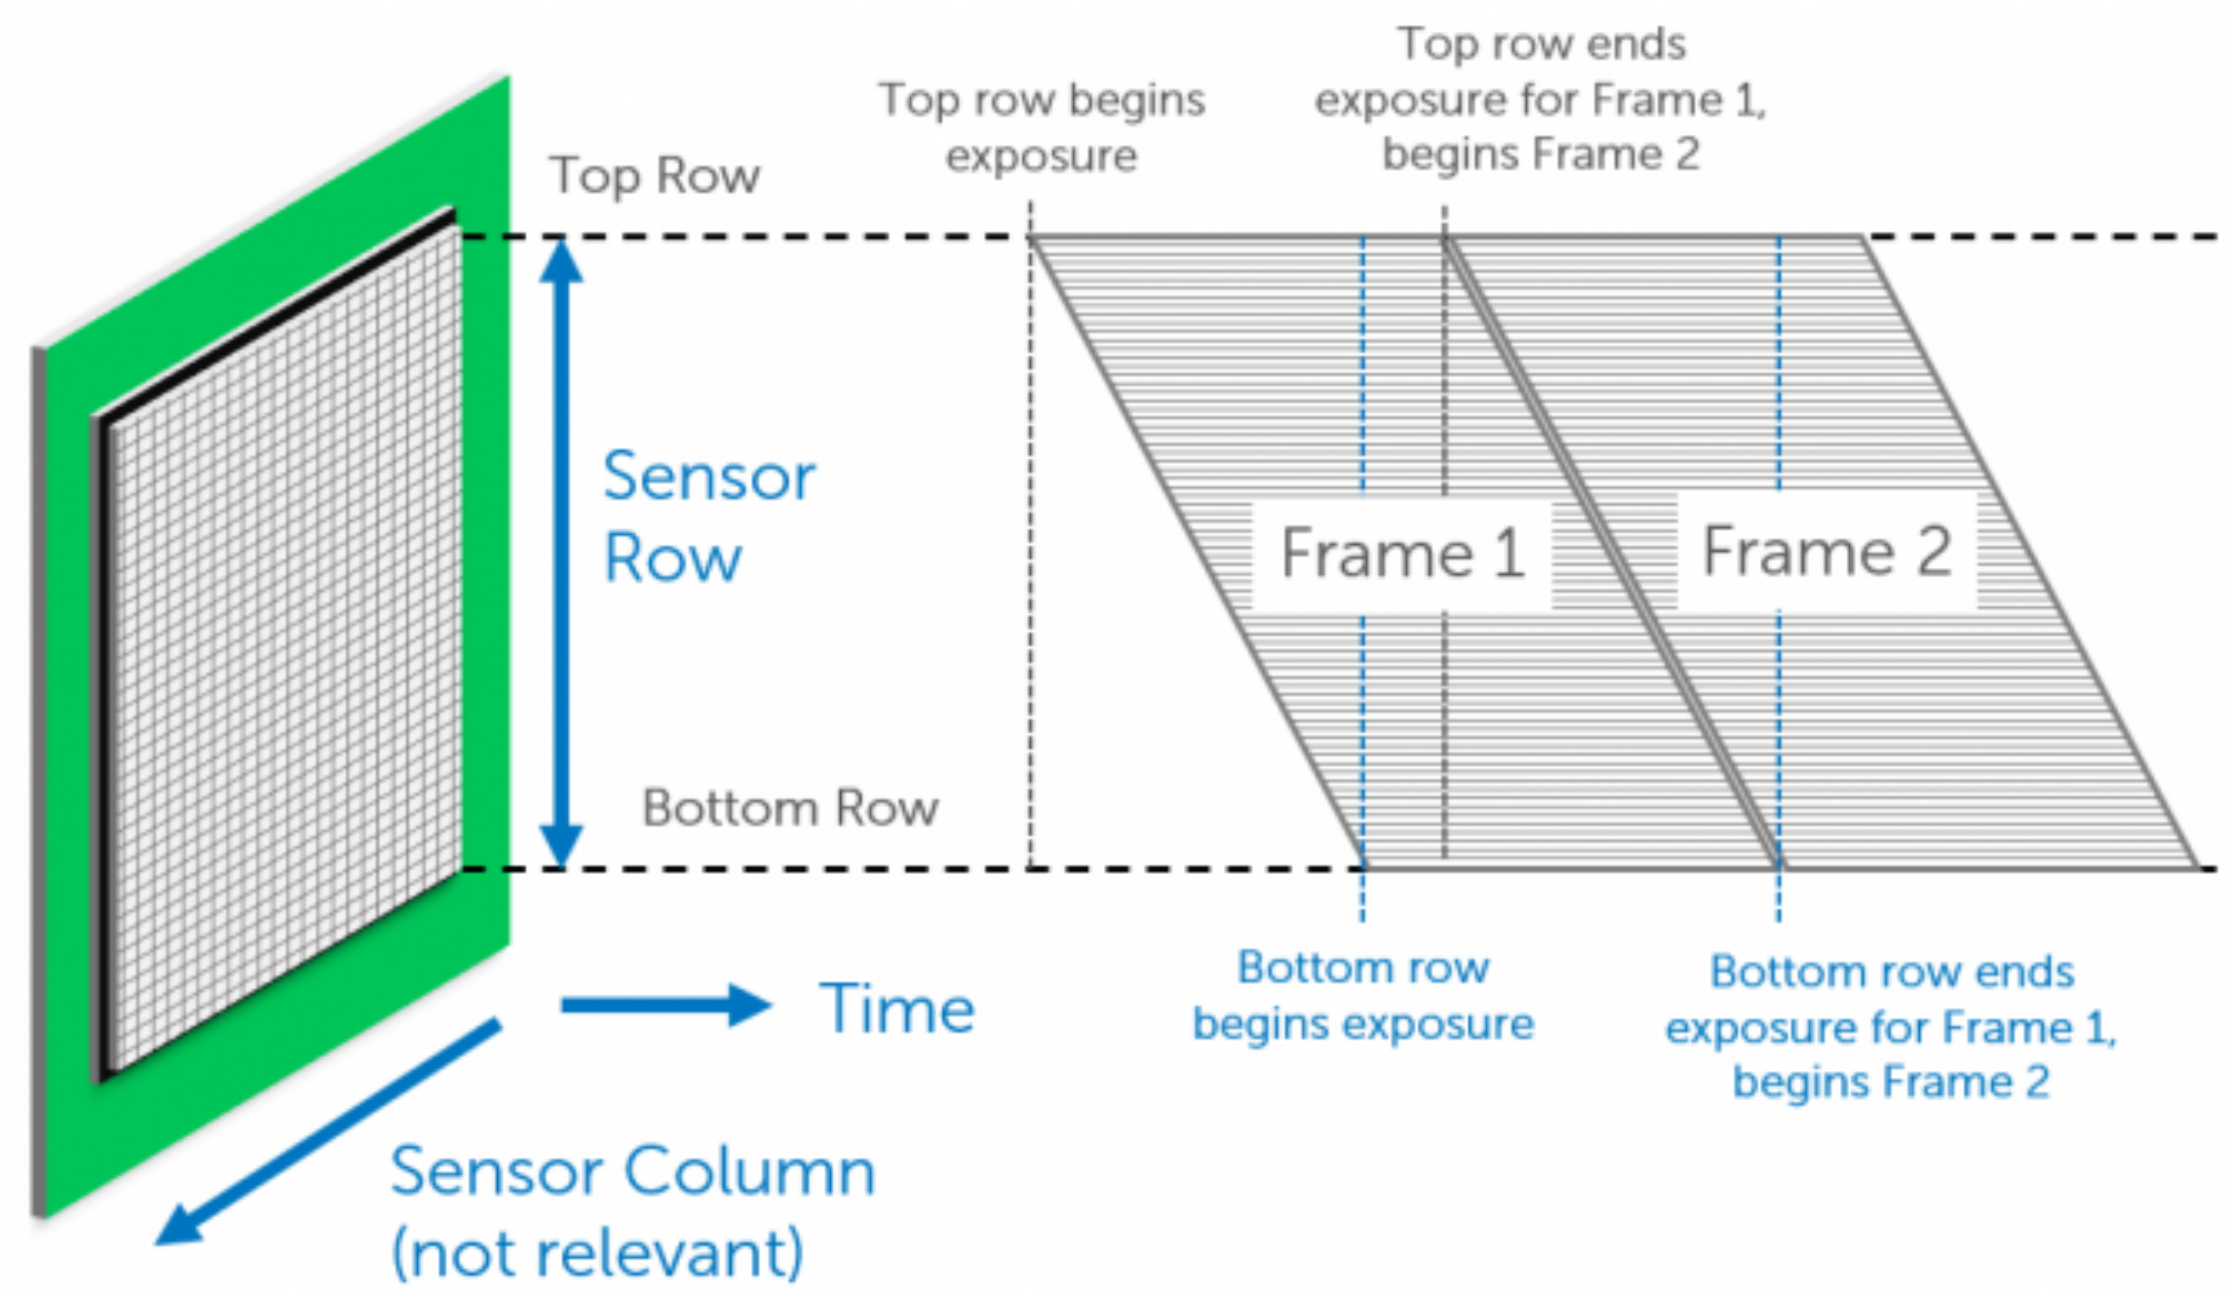 Top row ends
exposure for Frame 1,
begins Frame 2
Top row begins
exposure
Top Row
Sensor
Row
Frame 1
Frame 2
Bottom Row
Bottom row
begins exposure
Bottom row ends
exposure for Frame 1,
begins Frame 2
Time
Sensor Column
(not relevant)